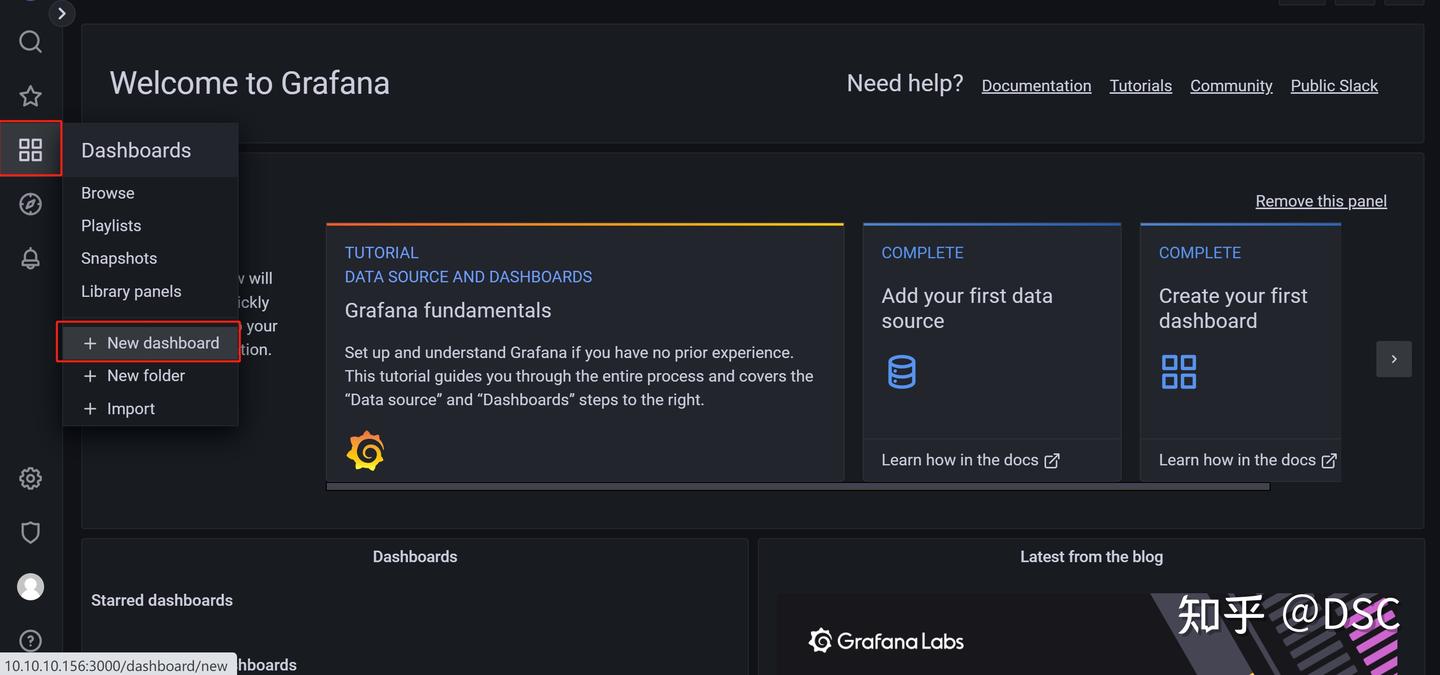 Welcome to Grafana
Need help? Documentation Tutorials Community Public Slack
Dashboards
Browse
Playlists
Snapshots
Library panels
New dashboard
New folder
Import
Remove this panel
will
your
TUTORIAL
DATA SOURCE AND DASHBOARDS
Grafana fundamentals
Set up and understand Grafana if you have no prior experience.
This tutorial guides you through the entire process and covers the
“Data source” and “Dashboards” steps to the right.
COMPLETE
Add your first data
source
Learn how in the docs
COMPLETE
Create your first
dashboard
Learn how in the docs
Dashboards
Starred dashboards
Latest from the blog
Grafana Labs
知乎 @DSC
10.10.10.156:3000/dashboard/new